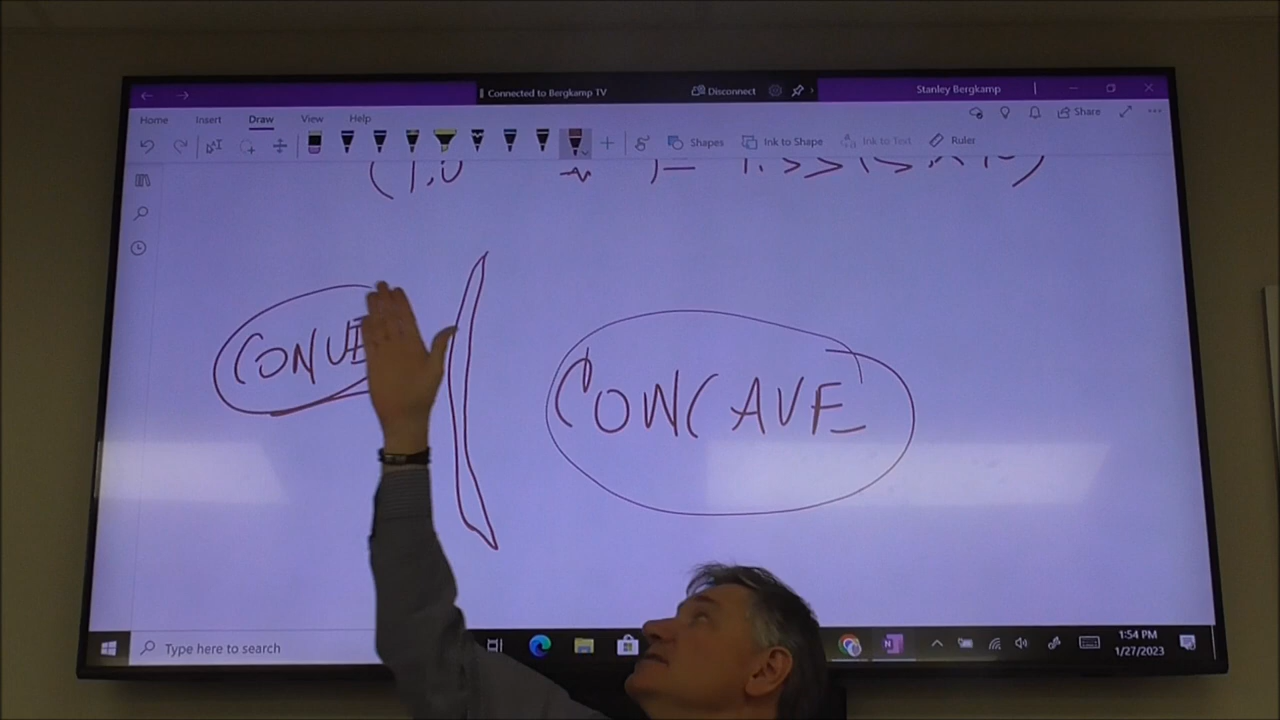 Connected to Bergkamp TV
Disconnect
Stanley Bergkamp
Home Insert Draw View Help
Share
Shapes
Ink to Shape
Ink to Text
Ruler
CONVE
CONCAVE
Type here to search
1:54 PM
1/27/2023